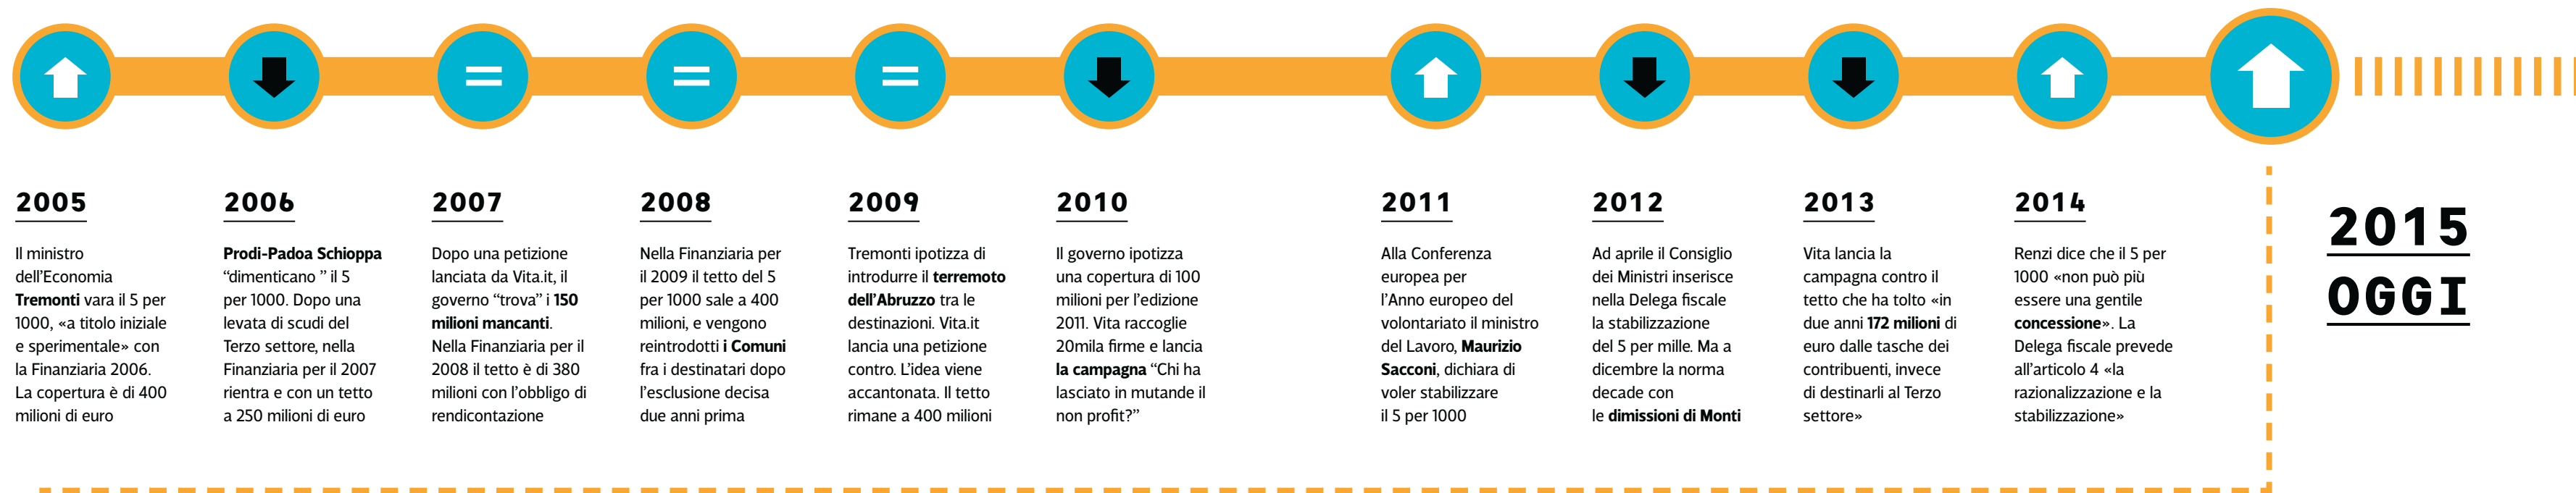 2005
Il ministro
dell'Economia
Tremonti vara il 5 per
1000, «a titolo iniziale
e sperimentale» con
la Finanziaria 2006.
La copertura è di 400
milioni di euro
2006
Prodi-Padoa Schioppa
“dimenticano ” il 5
per 1000. Dopo una
levata di scudi del
Terzo settore, nella
Finanziaria per il 2007
rientra e con un tetto
a 250 milioni di euro
2007
Dopo una petizione
lanciata da Vita.it, il
governo “trova” i 150
milioni mancanti.
Nella Finanziaria per il
2008 il tetto è di 380
milioni con l'obbligo di
rendicontazione
2008
Nella Finanziaria per
il 2009 il tetto del 5
per 1000 sale a 400
milioni, e vengono
reintrodotti i Comuni
fra i destinatari dopo
l'esclusione decisa
due anni prima
2009
Tremonti ipotizza di
introdurre il terremoto
dell'Abruzzo tra le
destinazioni. Vita.it
lancia una petizione
contro. L'idea viene
accantonata. Il tetto
rimane a 400 milioni
2010
Il governo ipotizza
una copertura di 100
milioni per l'edizione
2011. Vita raccoglie
20mila firme e lancia
la campagna “Chi ha
lasciato in mutande il
non profit?”
2011
Alla Conferenza
europea per
l'Anno europeo del
volontariato il ministro
del Lavoro, Maurizio
Sacconi, dichiara di
voler stabilizzare
il 5 per 1000
2012
Ad aprile il Consiglio
dei Ministri inserisce
nella Delega fiscale
la stabilizzazione
del 5 per mille. Ma a
dicembre la norma
decade con
le dimissioni di Monti
2013
Vita lancia la
campagna contro il
tetto che ha tolto «in
due anni 172 milioni di
euro dalle tasche dei
contribuenti, invece
di destinarli al Terzo
settore»
2014
Renzi dice che il 5 per
1000 «non può più
essere una gentile
concessione». La
Delega fiscale prevede
all'articolo 4 «la
razionalizzazione e la
stabilizzazione»
2015
OGGI